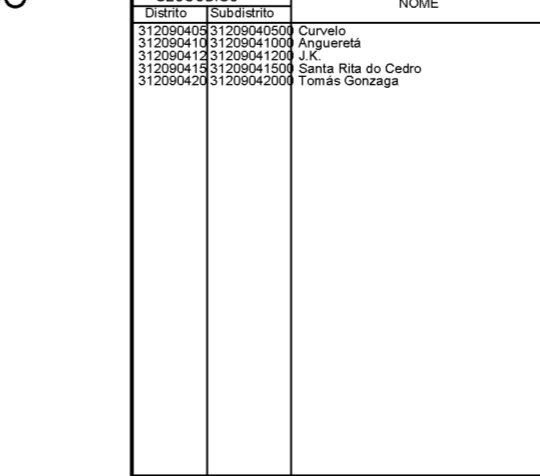 NOME
Distrito Subdistrito
312090405 31209040500 Curvelo
312090410 31209041000 Angueretá
312090412 31209041200 J.K.
312090415 31209041500 Santa Rita do Cedro
312090420 31209042000 Tomás Gonzaga